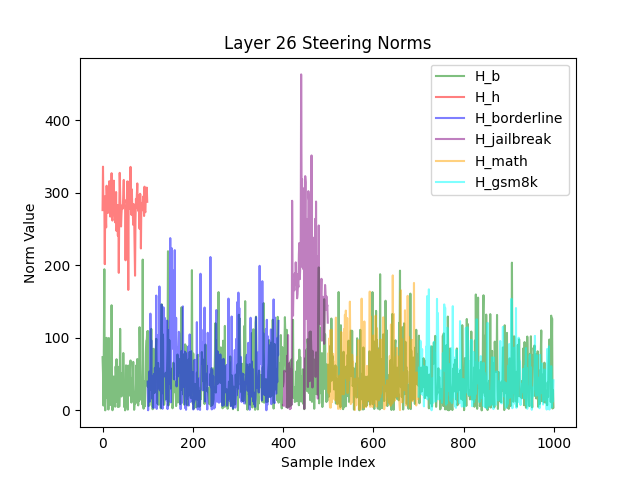 Layer 26 Steering Norms
H_b
H_h
H_borderline
H_jailbreak
H_math
H_gsm8k
400
300
200
100
0
Norm Value
0 200 400 600 800 1000
Sample Index